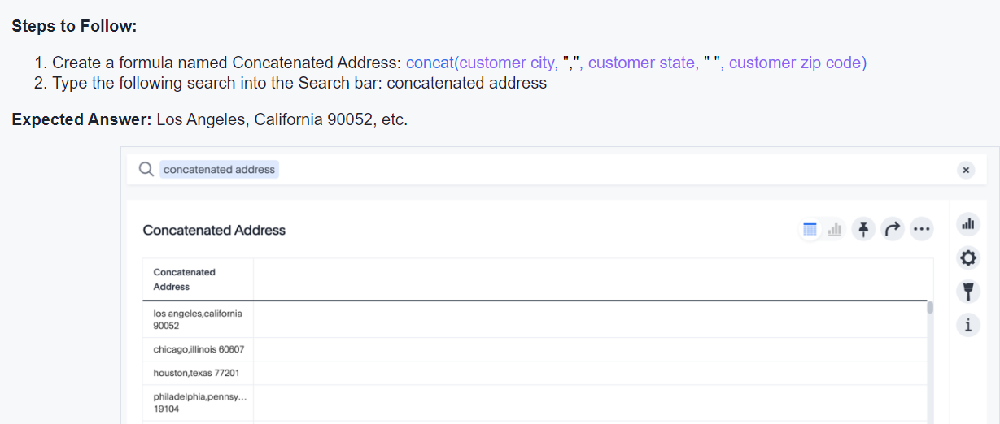 Steps to Follow:
1. Create a formula named Concatenated Address: concat(customer city, ",", customer state, " ", customer zip code)
2. Type the following search into the Search bar: concatenated address
Expected Answer: Los Angeles, California 90052, etc.
concatenated address
Concatenated Address
Concatenated
Address
los angeles,california
90052
chicago,illinois 60607
houston,texas 77201
philadelphia,pennsy...
19104